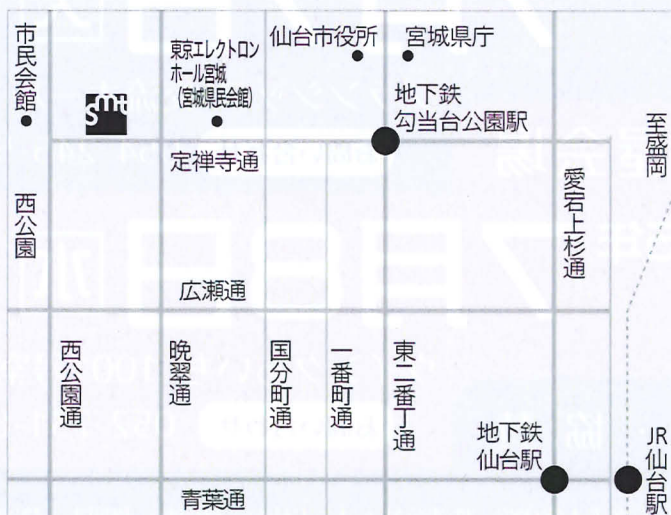 市民会館
smt
東京エレクトロン
ホール宮城
(宮城県民会館)
仙台市役所
宮城県庁
地下鉄
勾当台公園駅
定禅寺通
西公園
愛宕上杉通
至盛岡
広瀬通
西公園通
晩翠通
国分町通
一番町通
東二番丁通
地下鉄
仙台駅
JR仙台駅
青葉通